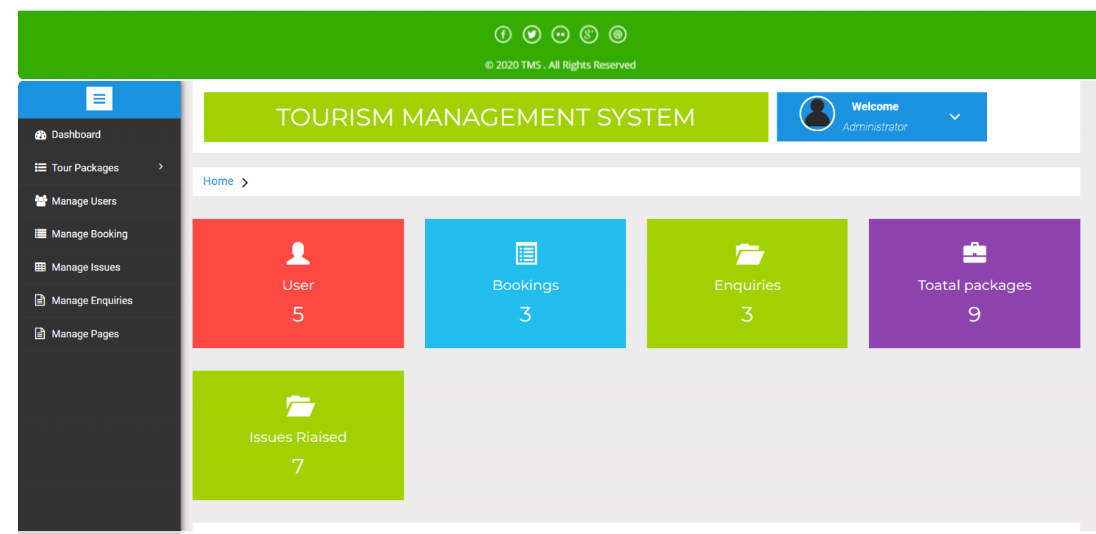 © 2020 TMS . All Rights Reserved
TOURISM MANAGEMENT SYSTEM
Welcome
Administrator
Dashboard
Tour Packages
Manage Users
Manage Booking
Manage Issues
Manage Enquiries
Manage Pages
Home
User
5
Bookings
3
Enquiries
3
Toatal packages
9
Issues Riaised
7